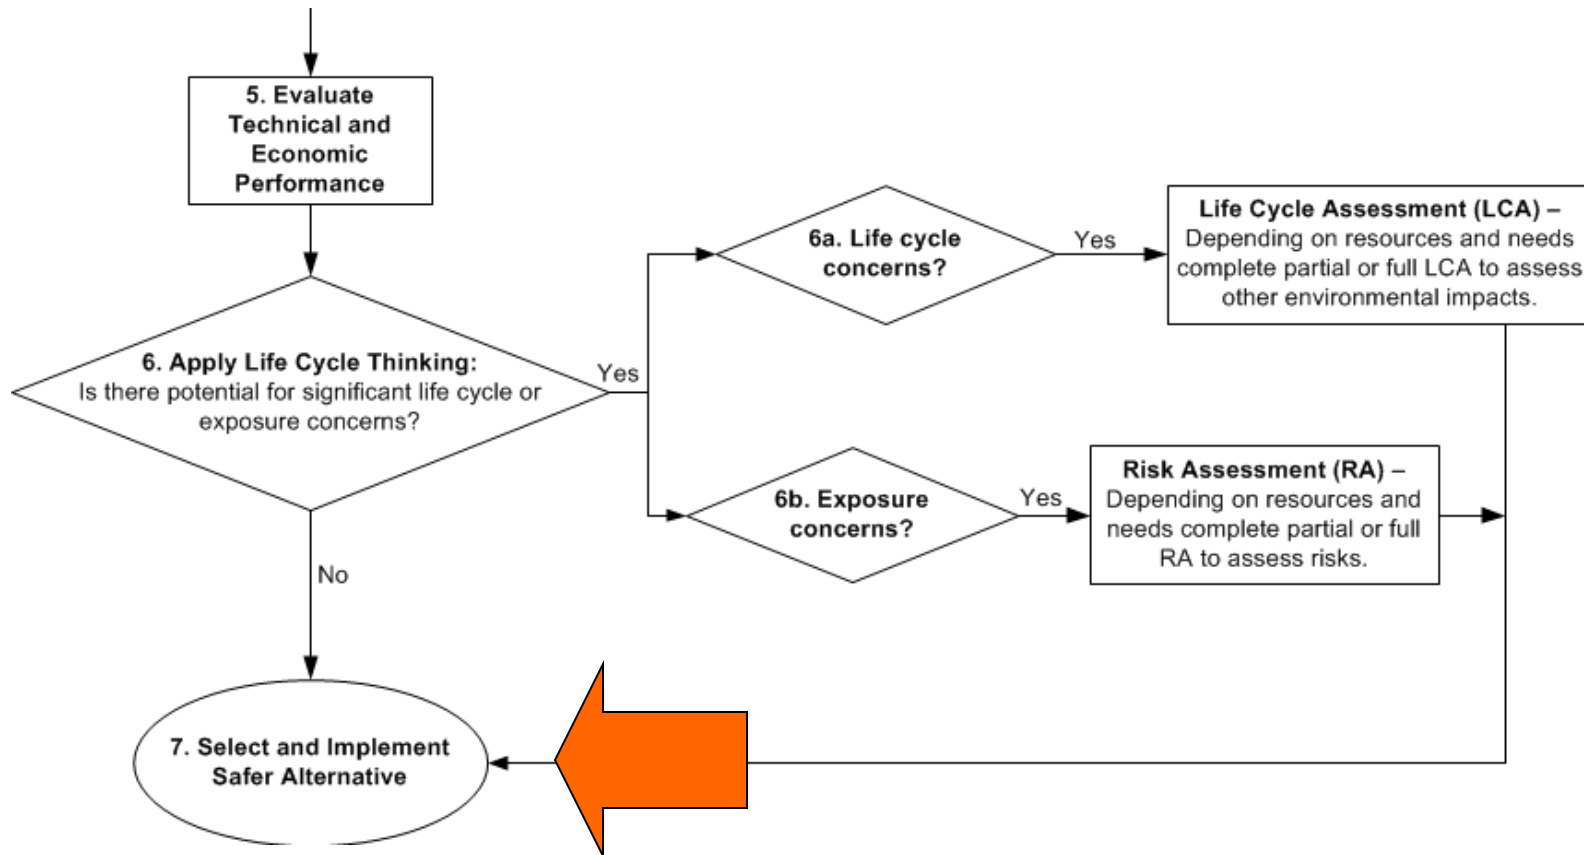 5. Evaluate
Technical and
Economic
Performance
6. Apply Life Cycle Thinking:
Is there potential for significant life cycle or
exposure concerns?
Yes
6a. Life cycle
concerns?
Yes
Life Cycle Assessment (LCA) –
Depending on resources and needs
complete partial or full LCA to assess
other environmental impacts.
6b. Exposure
concerns?
Yes
Risk Assessment (RA) –
Depending on resources and
needs complete partial or full
RA to assess risks.
No
7. Select and Implement
Safer Alternative